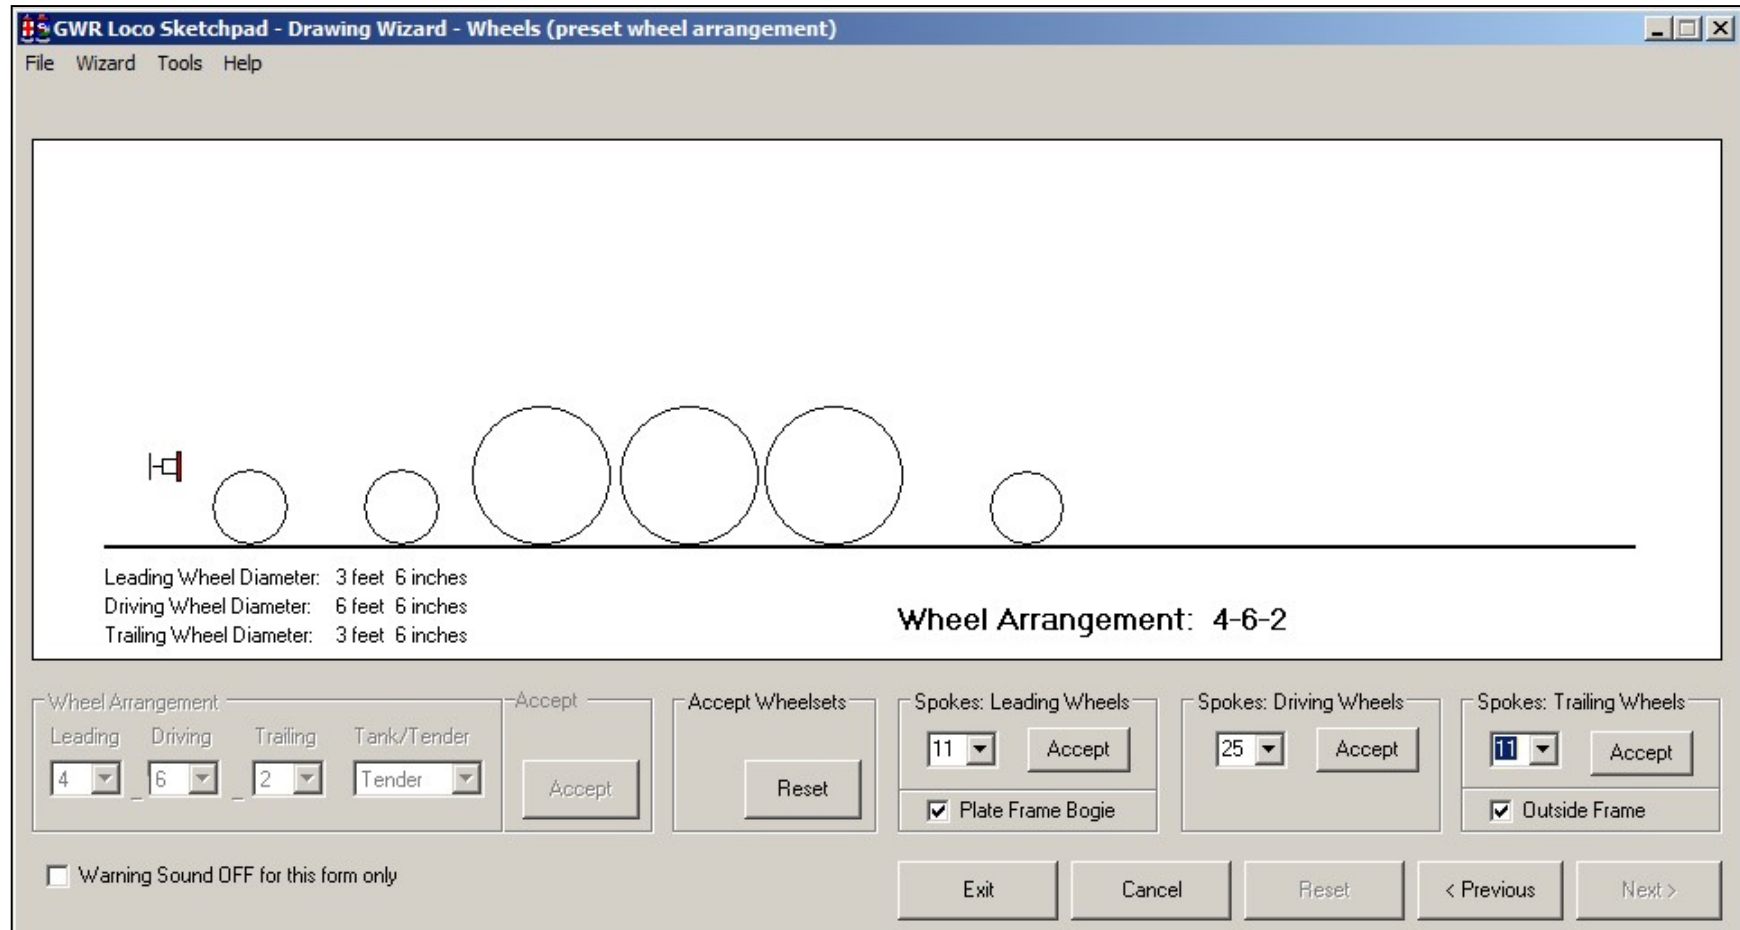 GWR Loco Sketchpad - Drawing Wizard - Wheels (preset wheel arrangement)
File Wizard Tools Help
Leading Wheel Diameter: 3 feet 6 inches
Driving Wheel Diameter: 6 feet 6 inches
Trailing Wheel Diameter: 3 feet 6 inches
Wheel Arrangement: 4-6-2
Wheel Arrangement
Leading Driving Trailing Tank/Tender
4 _ 6 _ 2 Tender
Accept
Accept
Accept Wheelsets
Reset
Spokes: Leading Wheels
11 Accept
Plate Frame Bogie
Spokes: Driving Wheels
25 Accept
Spokes: Trailing Wheels
11 Accept
Outside Frame
Warning Sound OFF for this form only
Exit Cancel Reset < Previous Next >